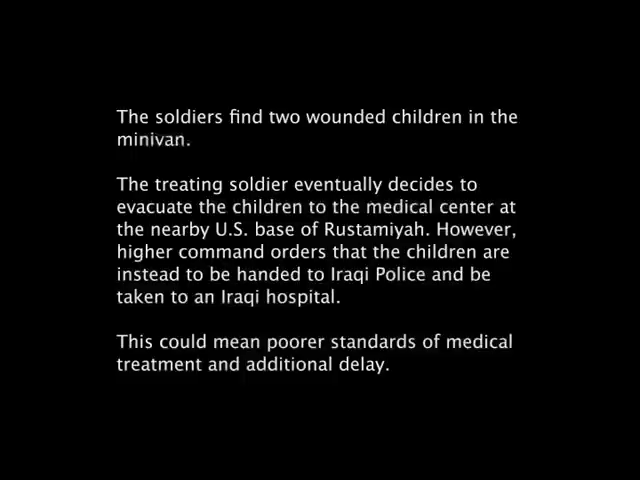 The soldiers find two wounded children in the
minivan.
The treating soldier eventually decides to
evacuate the children to the medical center at
the nearby U.S. base of Rustamiyah. However,
higher command orders that the children are
instead to be handed to Iraqi Police and be
taken to an Iraqi hospital.
This could mean poorer standards of medical
treatment and additional delay.